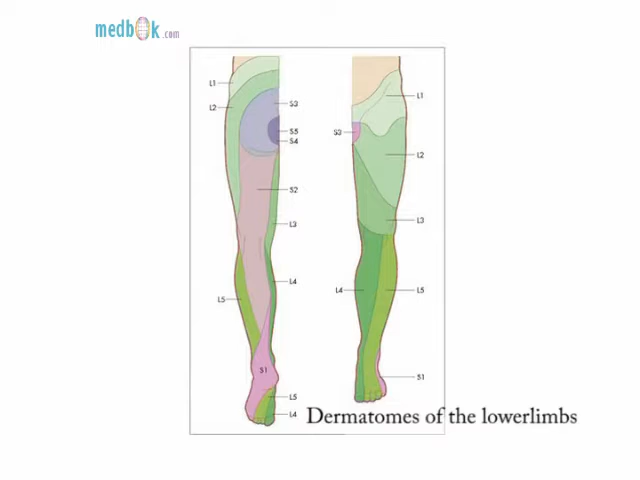 medbook.com
L1
L2
S3
S5
S4
S2
L3
L4
L5
S1
L5
L4
L1
S3
L2
L3
L4
L5
S1
Dermatomes of the lowerlimbs